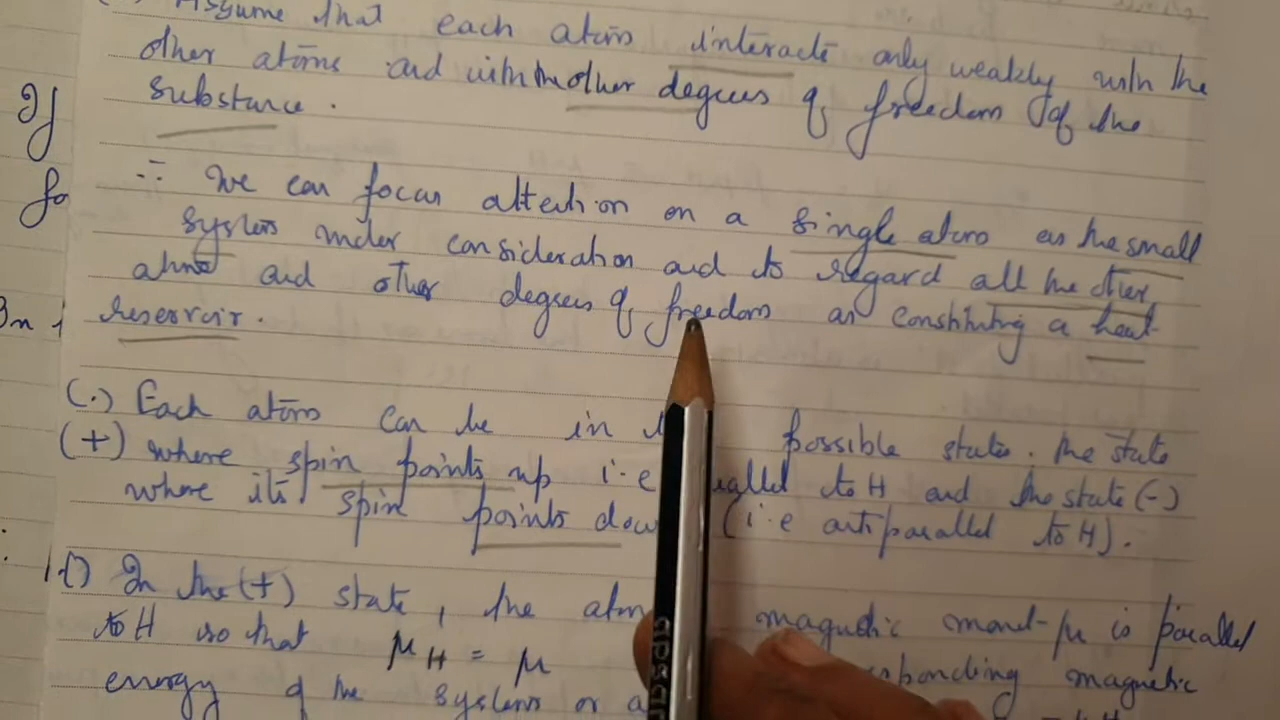 Assume that each atom interacts only weakly with the
other atoms and with the other degrees of freedom of the
substance.
If
∴ We can focus attention on a single atom as the small
fo
system under consideration and to regard all the other
atoms and other degrees of freedom as constituting a heat
reservoir.
(.) Each atom can be in possible states. the state
(+) where spin points up i.e to H and the state (-)
where its spin points (i.e antiparallel to H).
() In the (+) state, the magnetic moment μ is parallel
to H so that μH = μ
energy of the system or magnetic
apsara